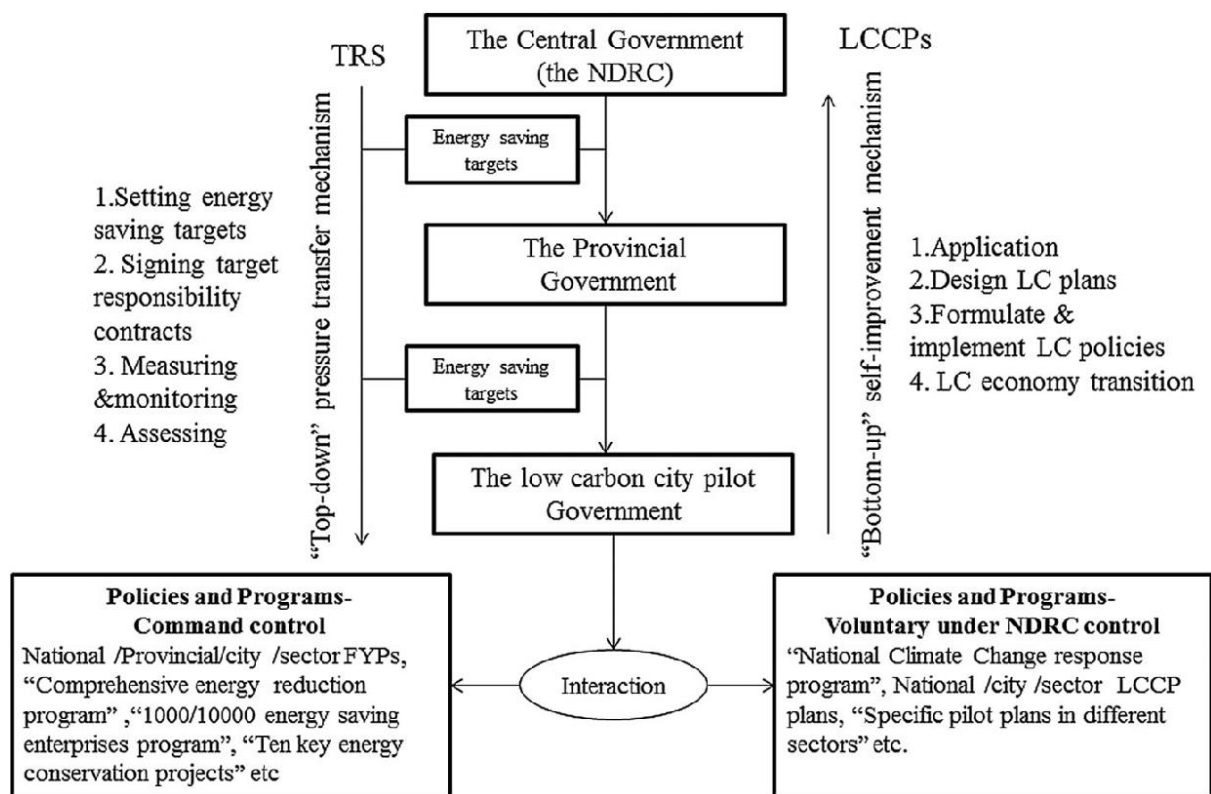 TRS
The Central Government
(the NDRC)
LCCPs
"Top-down" pressure transfer mechanism
Energy saving
targets
1.Setting energy
saving targets
2. Signing target
responsibility
contracts
3. Measuring
&monitoring
4. Assessing
The Provincial
Government
"Bottom-up" self-improvement mechanism
1.Application
2.Design LC plans
3.Formulate &
implement LC policies
4. LC economy transition
Energy saving
targets
The low carbon city pilot
Government
Policies and Programs-
Command control
National /Provincial/city /sector FYPs,
“Comprehensive energy reduction
program” ,“1000/10000 energy saving
enterprises program”, “Ten key energy
conservation projects” etc
Interaction
Policies and Programs-
Voluntary under NDRC control
“National Climate Change response
program”, National /city /sector LCCP
plans, “Specific pilot plans in different
sectors” etc.